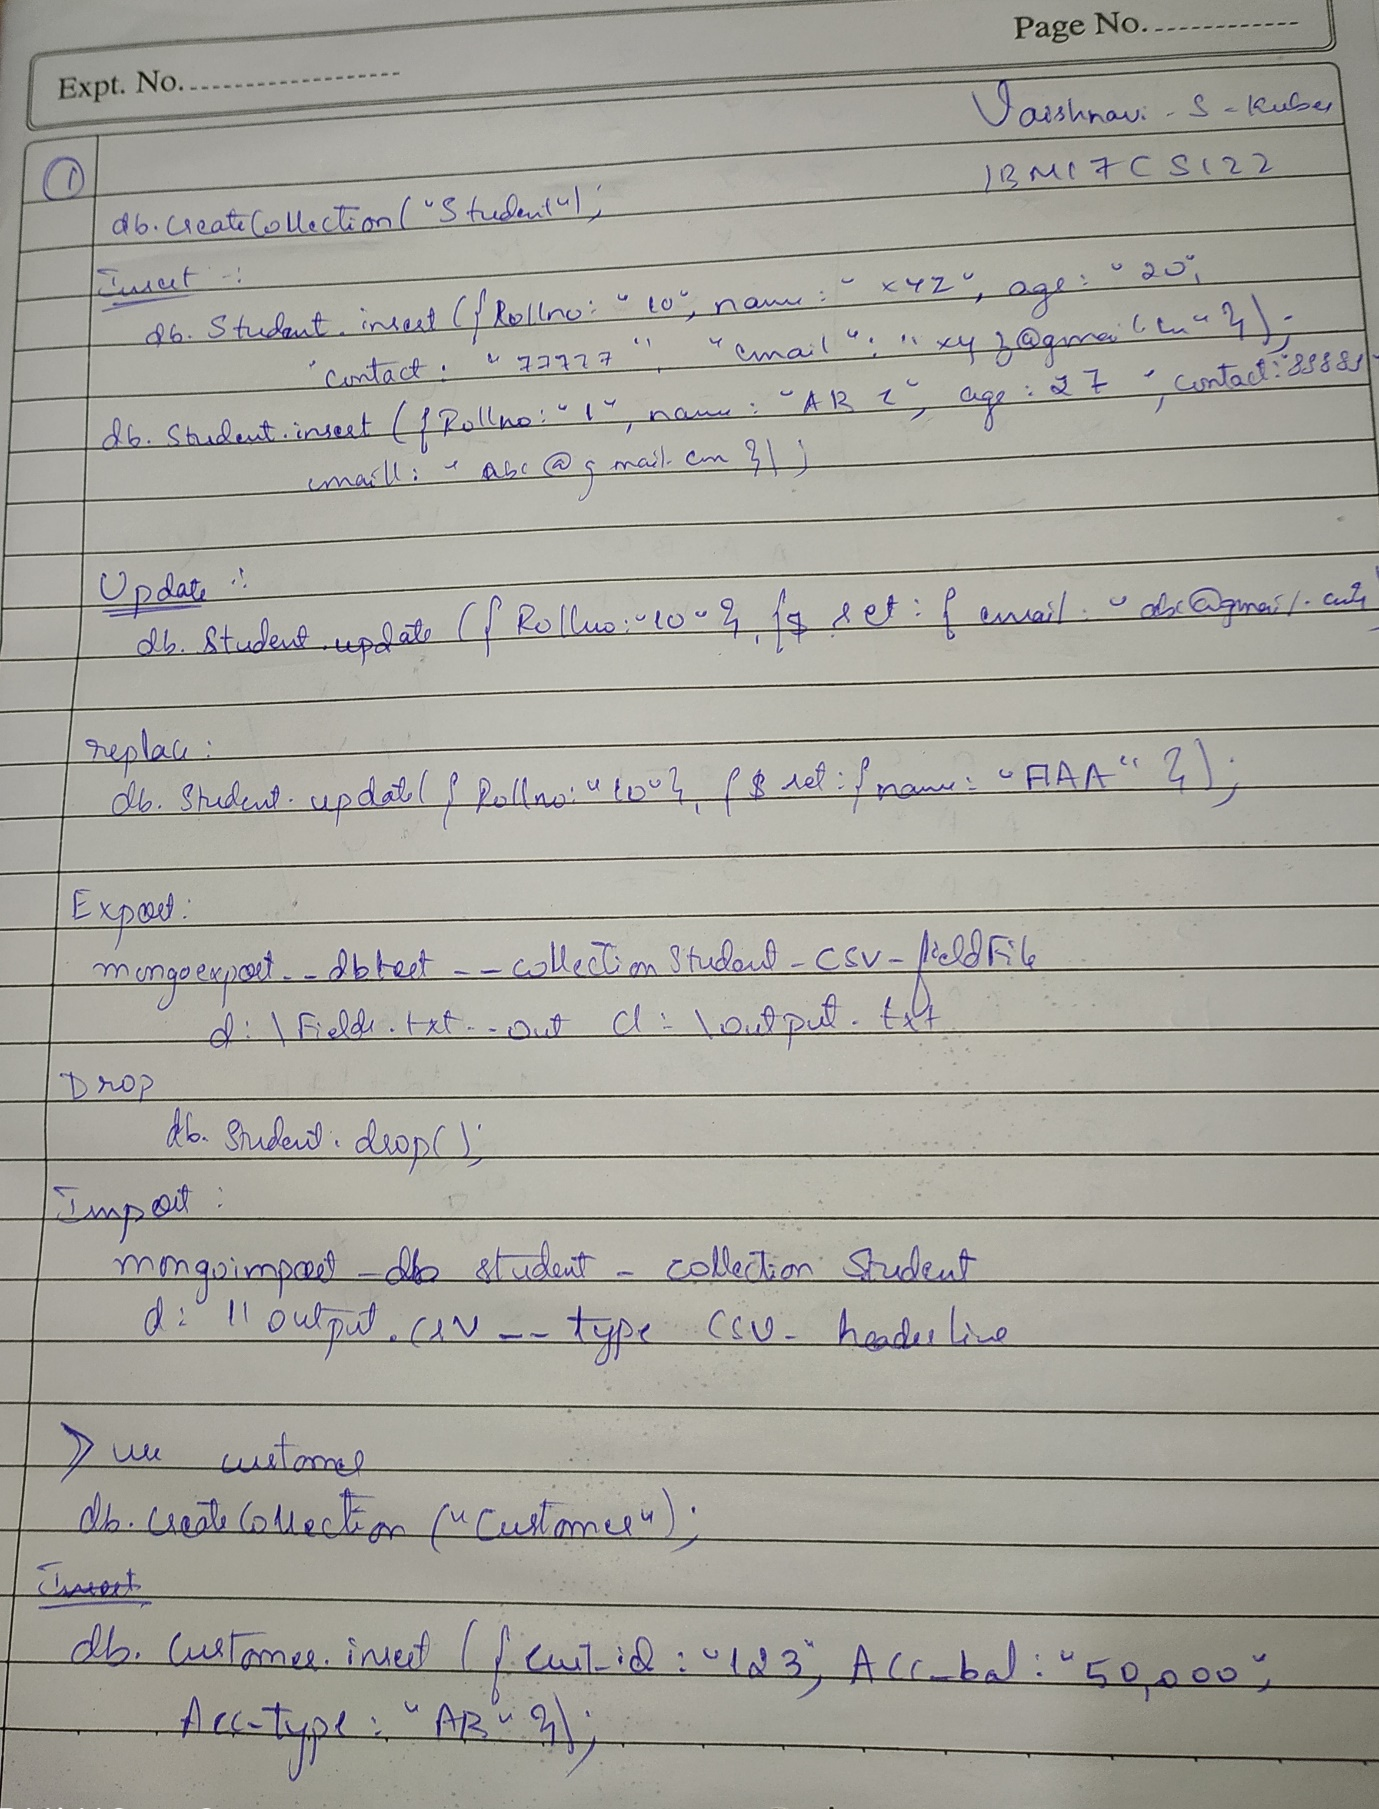 Page No.
Expt. No.
Vaishnavi - S - Kuber
1BM17CS122
①
db.createCollection("Student");
Insert :-
db. Student. insert ({Rollno: "10", name: "xyz", age: "20",
"contact: "77777", "email": "xyz@gmail.com"});
db. Student.insert ({Rollno: "1", name: "AB", age: 27, contact: "88888
emaill: " abc@gmail.com });
Update :-
db. Student.update ({ Rollno: "10"}, {$ set: { email: "abc@gmail.com}
replace:
db. Student. update({ Rollno: "10"}, {$ set: {name: "AAA" });
Export:
mongoexport -- db test -- collection Student - CSV - fieldFile
d: \ Fields.txt -- out d: \output.txt
Drop
db. Student. drop();
Import:
mongoimport - db student - collection Student
d: \\ output.csv -- type csv - headerline
> use customer
db. createCollection ("Customer");
Insert
db. Customer. insert ({ cust_id: "123", Acc_bal: "50,000",
Acc-type: "AB" });